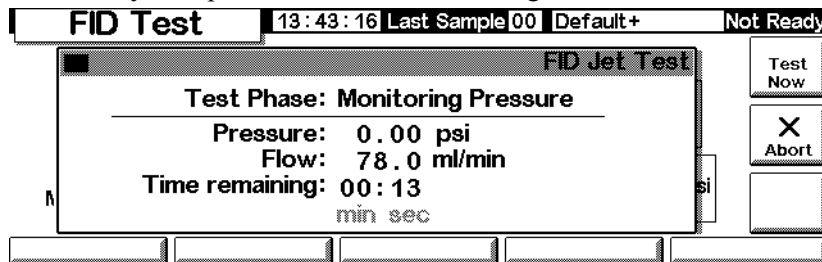 FID Test 13:43:16 Last Sample 00 Default+ Not Ready
FID Jet Test
Test Now
Test Phase: Monitoring Pressure
Pressure: 0.00 psi
Flow: 78.0 ml/min
Time remaining: 00:13
min sec
X Abort
si